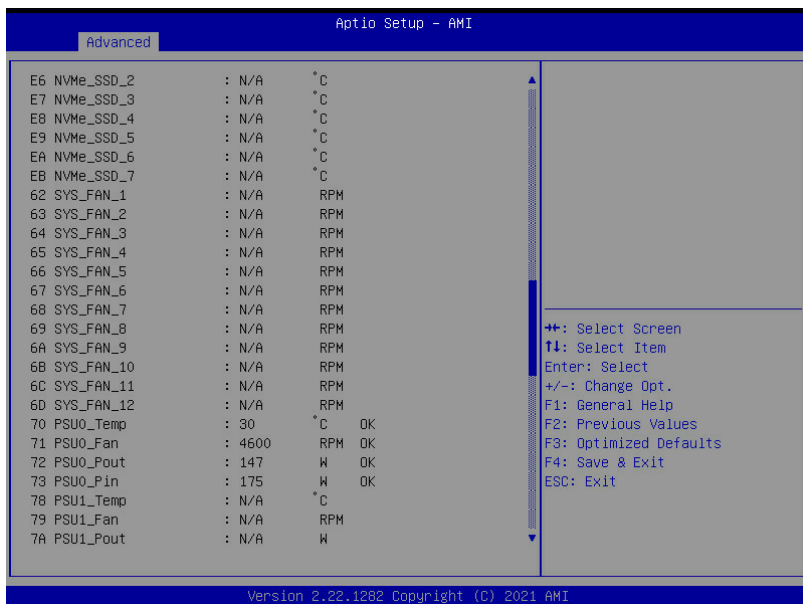 Aptio Setup - AMI
Advanced
E6 NVMe_SSD_2 : N/A °C
E7 NVMe_SSD_3 : N/A °C
E8 NVMe_SSD_4 : N/A °C
E9 NVMe_SSD_5 : N/A °C
EA NVMe_SSD_6 : N/A °C
EB NVMe_SSD_7 : N/A °C
62 SYS_FAN_1 : N/A RPM
63 SYS_FAN_2 : N/A RPM
64 SYS_FAN_3 : N/A RPM
65 SYS_FAN_4 : N/A RPM
66 SYS_FAN_5 : N/A RPM
67 SYS_FAN_6 : N/A RPM
68 SYS_FAN_7 : N/A RPM
69 SYS_FAN_8 : N/A RPM
6A SYS_FAN_9 : N/A RPM
6B SYS_FAN_10 : N/A RPM
6C SYS_FAN_11 : N/A RPM
6D SYS_FAN_12 : N/A RPM
70 PSU0_Temp : 30 °C OK
71 PSU0_Fan : 4600 RPM OK
72 PSU0_Pout : 147 W OK
73 PSU0_Pin : 175 W OK
78 PSU1_Temp : N/A °C
79 PSU1_Fan : N/A RPM
7A PSU1_Pout : N/A W
→←: Select Screen
↑↓: Select Item
Enter: Select
+/-: Change Opt.
F1: General Help
F2: Previous Values
F3: Optimized Defaults
F4: Save & Exit
ESC: Exit
Version 2.22.1282 Copyright (C) 2021 AMI